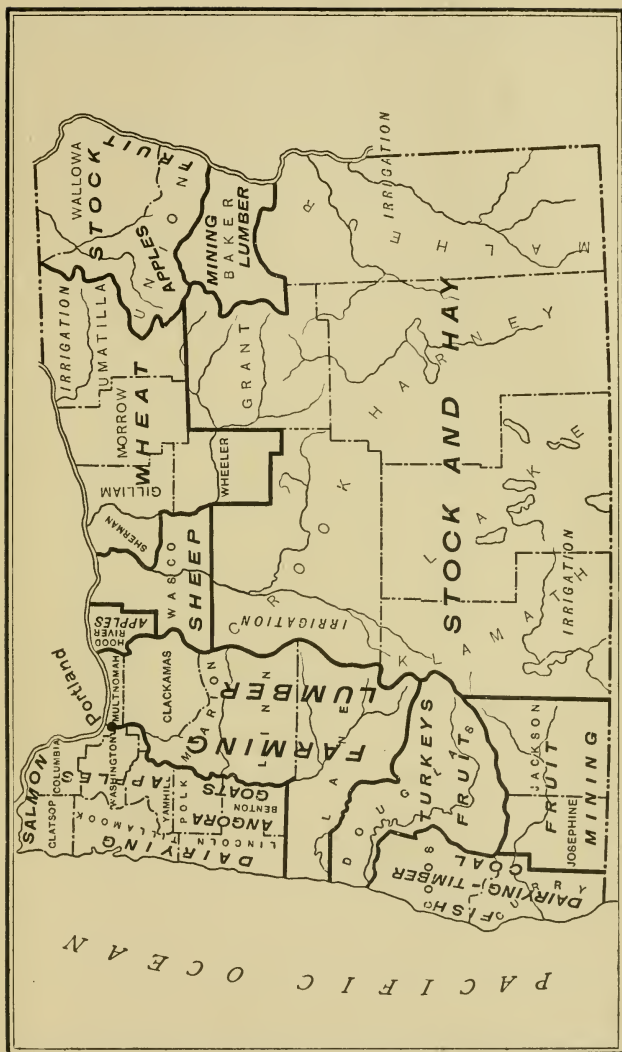 PACIFIC OCEAN
SALMON
CLATSOP
COLUMBIA
Portland
WASHINGTON
MULTNOMAH
TILLAMOOK
YAMHILL
APPLES
DAIRYING
LINCOLN
POLK
BENTON
ANGORA
GOATS
CLACKAMAS
MARION
LINN
LANE
FARMING
LUMBER
HOOD
RIVER
APPLES
WASCO
SHEEP
SHERMAN
GILLIAM
MORROW
WHEAT
UMATILLA
IRRIGATION
WHEELER
GRANT
WALLOWA
STOCK
FRUIT
UNION
APPLES
MINING
BAKER
LUMBER
IRRIGATION
MALHEUR
HARNEY
STOCK AND HAY
CROOK
IRRIGATION
LAKE
KLAMATH
IRRIGATION
DOUGLAS
TURKEYS
FRUITS
COOS
COAL
DAIRYING - TIMBER
FISH
CURRY
JACKSON
FRUIT
JOSEPHINE
MINING